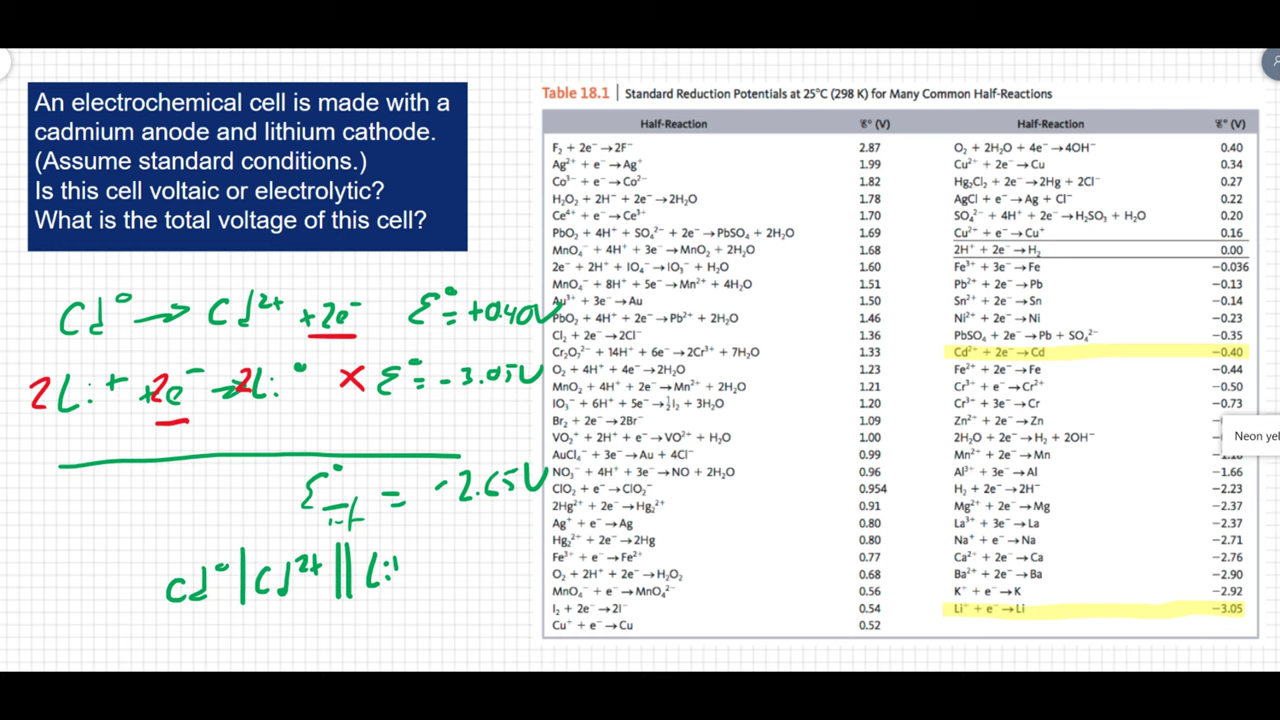 An electrochemical cell is made with a
cadmium anode and lithium cathode.
(Assume standard conditions.)
Is this cell voltaic or electrolytic?
What is the total voltage of this cell?
Cd⁰ → Cd²⁺ +2e⁻ ℰ° = +0.40V
2Li⁺ + 2e⁻ → 2Li⁰ × ℰ° = -3.05V
ℰ° = -2.65V
Cd⁰ | Cd²⁺ || Li
Table 18.1 | Standard Reduction Potentials at 25°C (298 K) for Many Common Half-Reactions
Half-Reaction ℰ° (V)
F₂ + 2e⁻ → 2F⁻ 2.87
Ag²⁺ + e⁻ → Ag⁺ 1.99
Co³⁺ + e⁻ → Co²⁺ 1.82
H₂O₂ + 2H⁺ + 2e⁻ → 2H₂O 1.78
Ce⁴⁺ + e⁻ → Ce³⁺ 1.70
PbO₂ + 4H⁺ + SO₄²⁻ + 2e⁻ → PbSO₄ + 2H₂O 1.69
MnO₄⁻ + 4H⁺ + 3e⁻ → MnO₂ + 2H₂O 1.68
2e⁻ + 2H⁺ + IO₄⁻ → IO₃⁻ + H₂O 1.60
MnO₄⁻ + 8H⁺ + 5e⁻ → Mn²⁺ + 4H₂O 1.51
Au³⁺ + 3e⁻ → Au 1.50
PbO₂ + 4H⁺ + 2e⁻ → Pb²⁺ + 2H₂O 1.46
Cl₂ + 2e⁻ → 2Cl⁻ 1.36
Cr₂O₇²⁻ + 14H⁺ + 6e⁻ → 2Cr³⁺ + 7H₂O 1.33
O₂ + 4H⁺ + 4e⁻ → 2H₂O 1.23
MnO₂ + 4H⁺ + 2e⁻ → Mn²⁺ + 2H₂O 1.21
IO₃⁻ + 6H⁺ + 5e⁻ → ½I₂ + 3H₂O 1.20
Br₂ + 2e⁻ → 2Br⁻ 1.09
VO₂⁺ + 2H⁺ + e⁻ → VO²⁺ + H₂O 1.00
AuCl₄⁻ + 3e⁻ → Au + 4Cl⁻ 0.99
NO₃⁻ + 4H⁺ + 3e⁻ → NO + 2H₂O 0.96
ClO₂ + e⁻ → ClO₂⁻ 0.954
2Hg²⁺ + 2e⁻ → Hg₂²⁺ 0.91
Ag⁺ + e⁻ → Ag 0.80
Hg₂²⁺ + 2e⁻ → 2Hg 0.80
Fe³⁺ + e⁻ → Fe²⁺ 0.77
O₂ + 2H⁺ + 2e⁻ → H₂O₂ 0.68
MnO₄⁻ + e⁻ → MnO₄²⁻ 0.56
I₂ + 2e⁻ → 2I⁻ 0.54
Cu⁺ + e⁻ → Cu 0.52
Half-Reaction ℰ° (V)
O₂ + 2H₂O + 4e⁻ → 4OH⁻ 0.40
Cu²⁺ + 2e⁻ → Cu 0.34
Hg₂Cl₂ + 2e⁻ → 2Hg + 2Cl⁻ 0.27
AgCl + e⁻ → Ag + Cl⁻ 0.22
SO₄²⁻ + 4H⁺ + 2e⁻ → H₂SO₃ + H₂O 0.20
Cu²⁺ + e⁻ → Cu⁺ 0.16
2H⁺ + 2e⁻ → H₂ 0.00
Fe³⁺ + 3e⁻ → Fe −0.036
Pb²⁺ + 2e⁻ → Pb −0.13
Sn²⁺ + 2e⁻ → Sn −0.14
Ni²⁺ + 2e⁻ → Ni −0.23
PbSO₄ + 2e⁻ → Pb + SO₄²⁻ −0.35
Cd²⁺ + 2e⁻ → Cd −0.40
Fe²⁺ + 2e⁻ → Fe −0.44
Cr³⁺ + e⁻ → Cr²⁺ −0.50
Cr³⁺ + 3e⁻ → Cr −0.73
Zn²⁺ + 2e⁻ → Zn
2H₂O + 2e⁻ → H₂ + 2OH⁻
Mn²⁺ + 2e⁻ → Mn
Al³⁺ + 3e⁻ → Al −1.66
H₂ + 2e⁻ → 2H⁻ −2.23
Mg²⁺ + 2e⁻ → Mg −2.37
La³⁺ + 3e⁻ → La −2.37
Na⁺ + e⁻ → Na −2.71
Ca²⁺ + 2e⁻ → Ca −2.76
Ba²⁺ + 2e⁻ → Ba −2.90
K⁺ + e⁻ → K −2.92
Li⁺ + e⁻ → Li −3.05
Neon yel